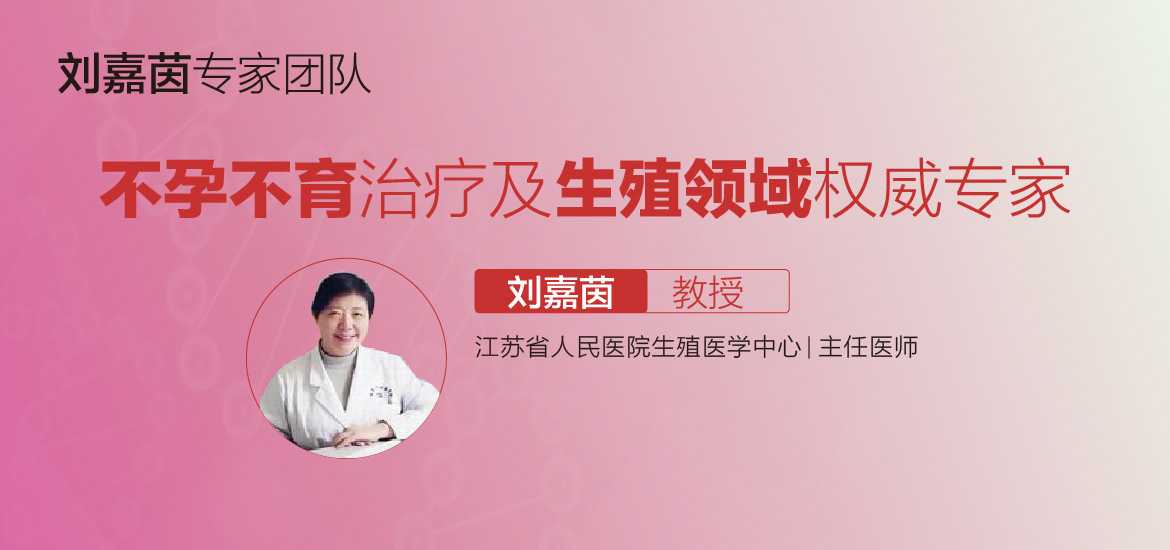 刘嘉茵专家团队
不孕不育治疗及生殖领域权威专家
刘嘉茵 教授
江苏省人民医院生殖医学中心 | 主任医师